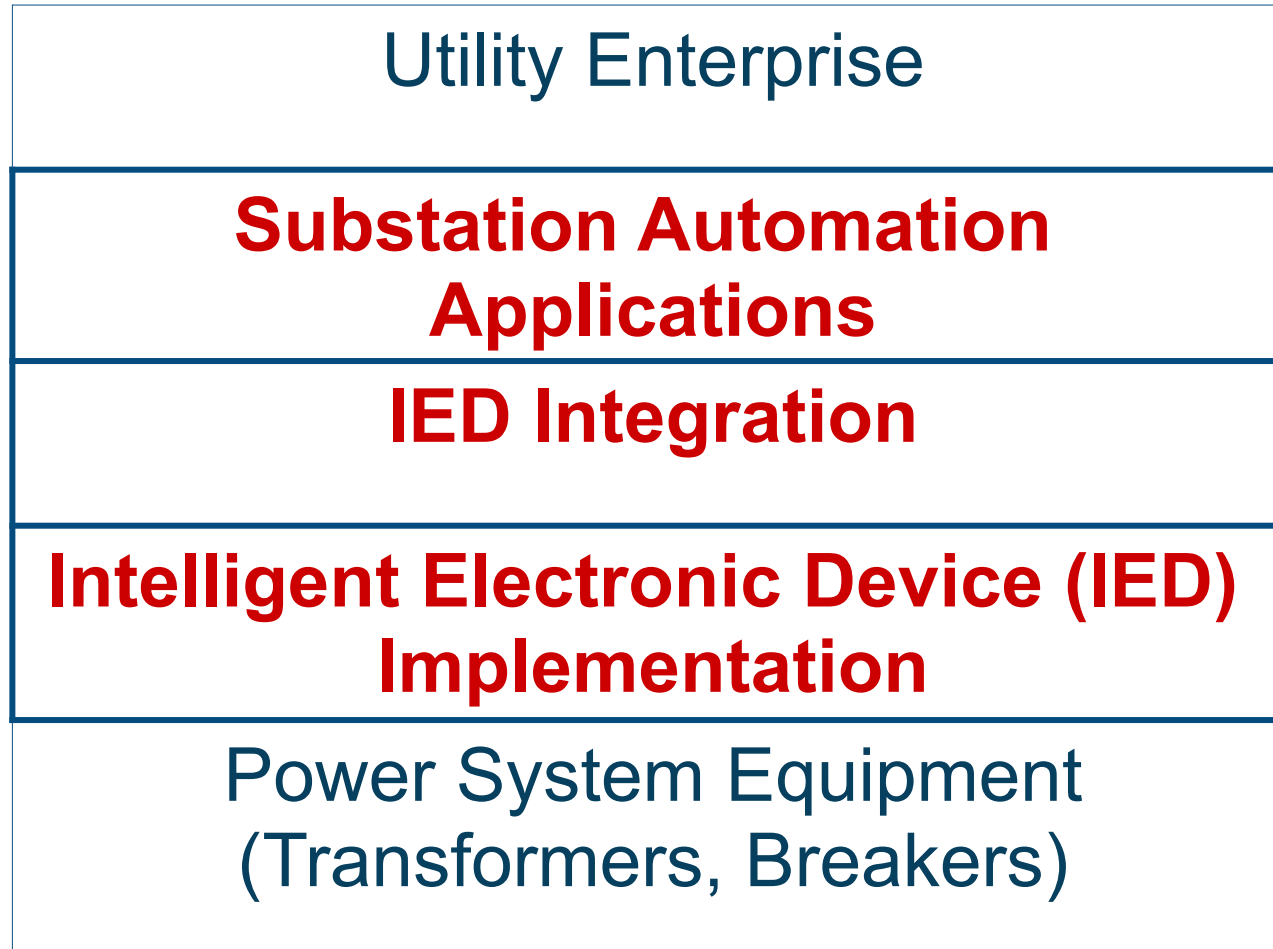 Utility Enterprise
Substation Automation
Applications
IED Integration
Intelligent Electronic Device (IED)
Implementation
Power System Equipment
(Transformers, Breakers)